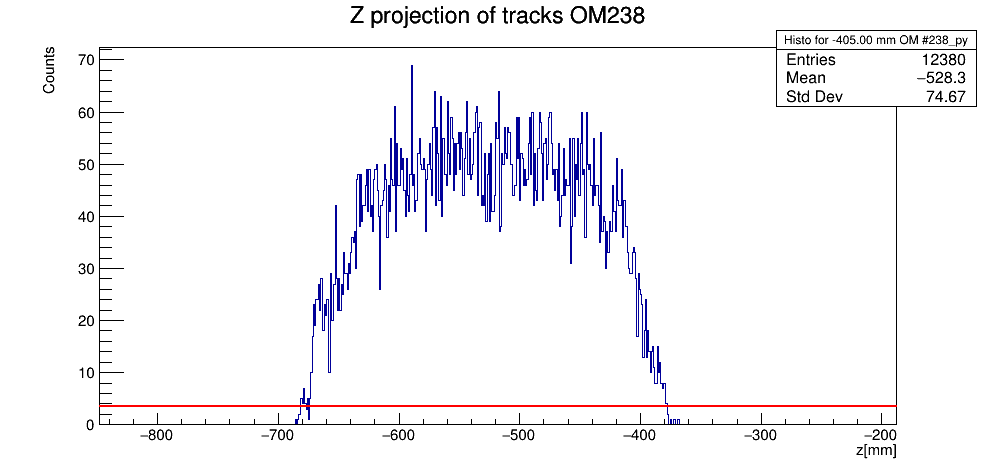 Z projection of tracks OM238
Histo for -405.00 mm OM #238_py
Entries 12380
Mean −528.3
Std Dev 74.67
Counts
70
60
50
40
30
20
10
0
−800 −700 −600 −500 −400 −300 −200
z[mm]